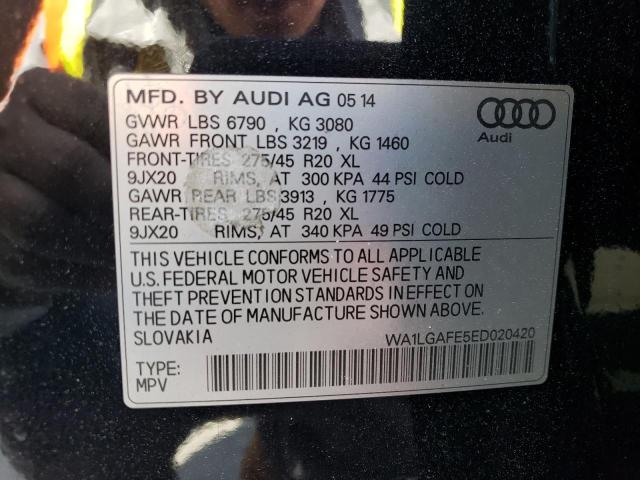 MFD. BY AUDI AG 05 14
GVWR LBS 6790 , KG 3080
GAWR FRONT LBS 3219 , KG 1460
FRONT-TIRES 275/45 R20 XL
9JX20 RIMS, AT 300 KPA 44 PSI COLD
GAWR REAR LBS 3913 , KG 1775
REAR-TIRES 275/45 R20 XL
9JX20 RIMS, AT 340 KPA 49 PSI COLD
Audi
THIS VEHICLE CONFORMS TO ALL APPLICABLE
U.S. FEDERAL MOTOR VEHICLE SAFETY AND
THEFT PREVENTION STANDARDS IN EFFECT ON
THE DATE OF MANUFACTURE SHOWN ABOVE.
SLOVAKIA WA1LGAFE5ED020420
TYPE:
MPV